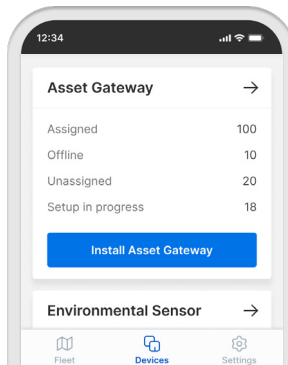 12:34
Asset Gateway
Assigned 100
Offline 10
Unassigned 20
Setup in progress 18
Install Asset Gateway
Environmental Sensor
Fleet Devices Settings